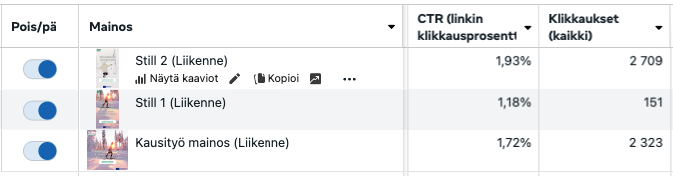 Pois/pä Mainos CTR (linkin klikkausprosentt Klikkaukset (kaikki)
Still 2 (Liikenne) 1,93% 2 709
Näytä kaaviot Kopioi
Still 1 (Liikenne) 1,18% 151
Kausityö mainos (Liikenne) 1,72% 2 323